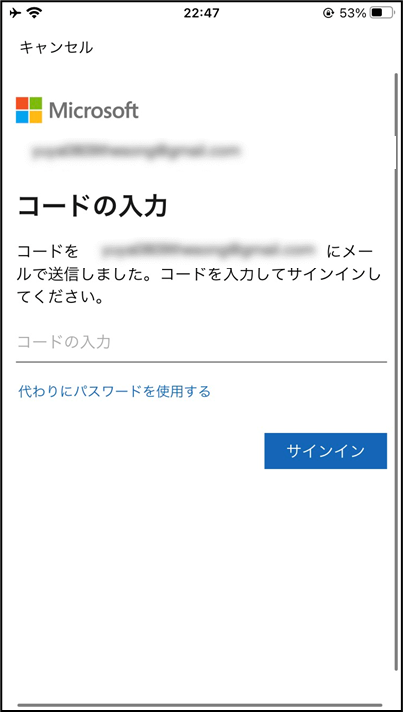 22:47
53%
キャンセル
Microsoft
コードの入力
コードを
にメー
ルで送信しました。コードを入力してサインインし
てください。
コードの入力
代わりにパスワードを使用する
サインイン